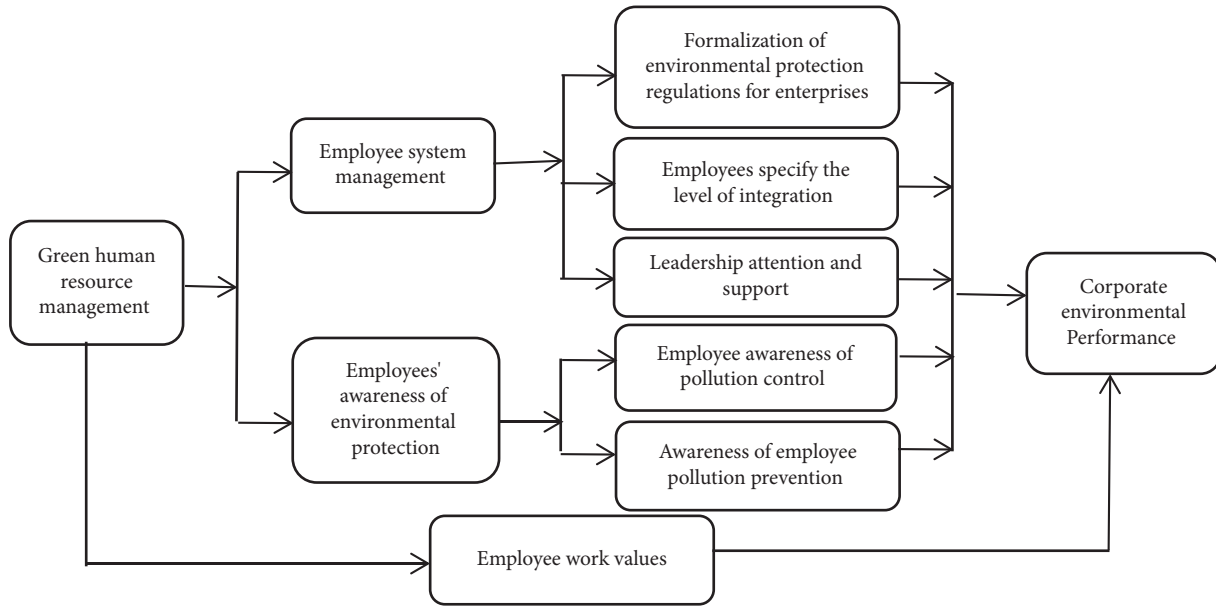 Green human
resource
management
Employee system
management
Employees'
awareness of
environmental
protection
Formalization of
environmental protection
regulations for enterprises
Employees specify the
level of integration
Leadership attention and
support
Employee awareness of
pollution control
Awareness of employee
pollution prevention
Employee work values
Corporate
environmental
Performance